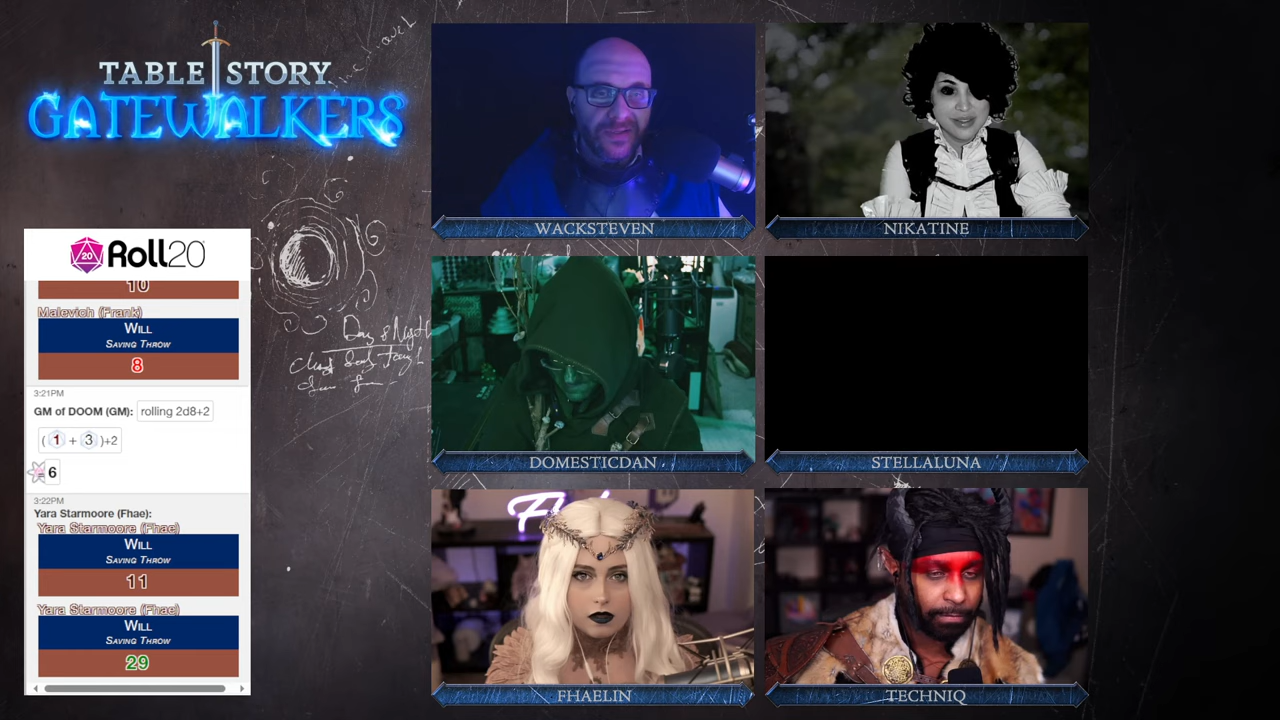 TABLE STORY
GATEWALKERS
Roll20
10
Malevich (Frank)
WILL
SAVING THROW
8
3:21PM
GM of DOOM (GM): rolling 2d8+2
(1 + 3)+2
6
3:22PM
Yara Starmoore (Fhae):
Yara Starmoore (Fhae)
WILL
SAVING THROW
11
Yara Starmoore (Fhae)
WILL
SAVING THROW
29
Day & Night
WACKSTEVEN
NIKATINE
DOMESTICDAN
STELLALUNA
FHAELIN
TECHNIQ